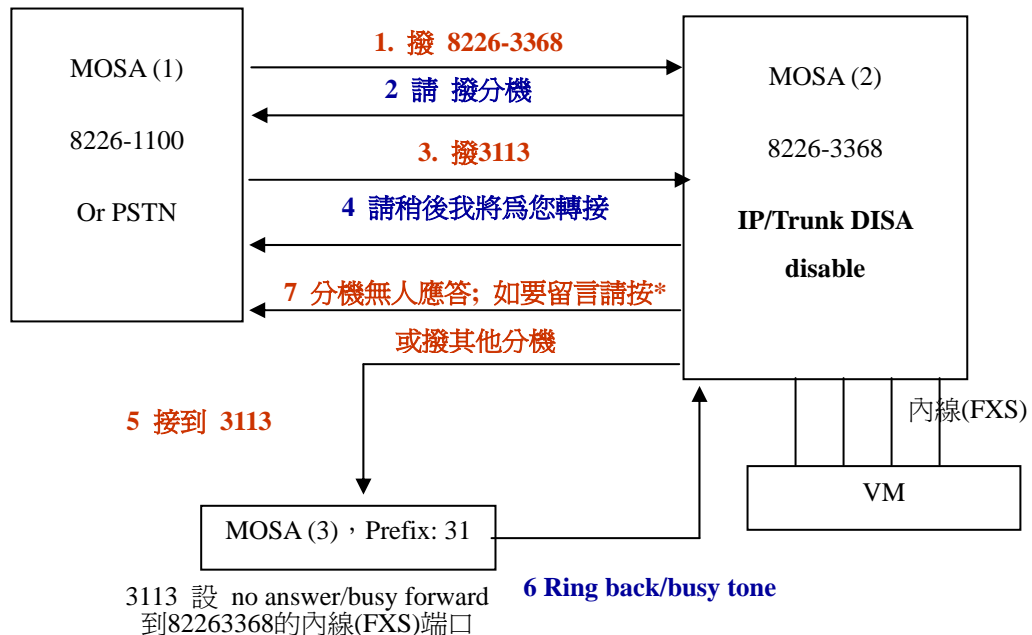 MOSA (1)
8226-1100
Or PSTN
1. 撥 8226-3368
2 請 撥分機
3. 撥3113
4 請稍後我將為您轉接
7 分機無人應答; 如要留言請按*
或撥其他分機
MOSA (2)
8226-3368
IP/Trunk DISA
disable
5 接到 3113
內線(FXS)
VM
MOSA (3)，Prefix: 31
6 Ring back/busy tone
3113 設 no answer/busy forward
到82263368的內線(FXS)端口